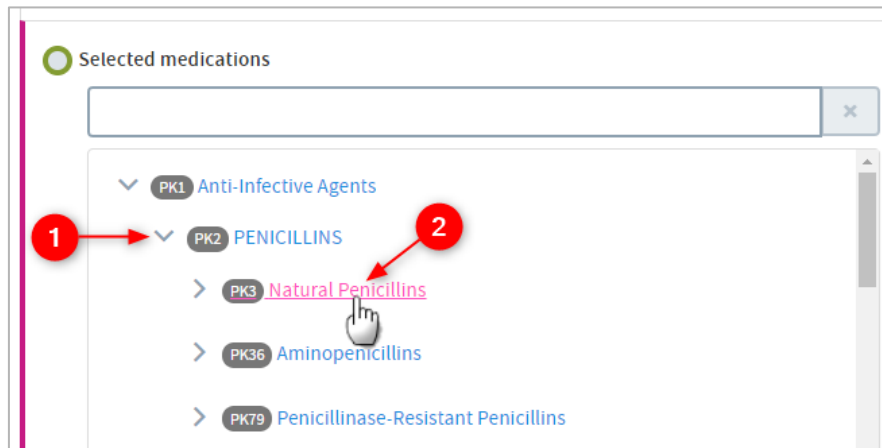 Selected medications
×
PK1 Anti-Infective Agents
1 PK2 PENICILLINS 2
PK3 Natural Penicillins
PK36 Aminopenicillins
PK79 Penicillinase-Resistant Penicillins